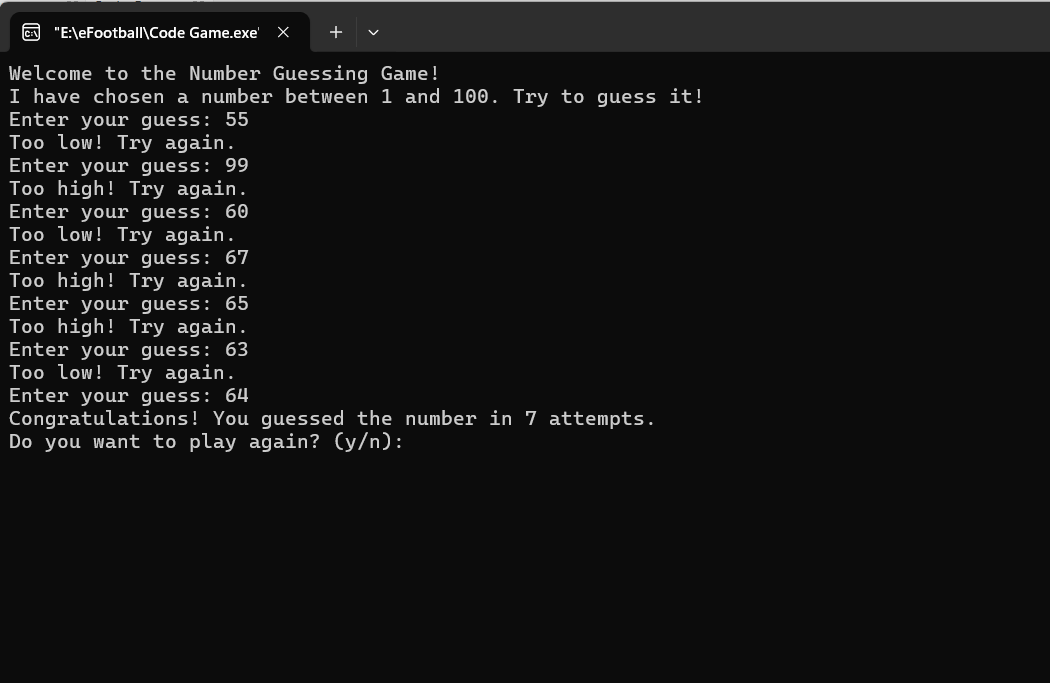 "E:\eFootball\Code Game.exe'
Welcome to the Number Guessing Game!
I have chosen a number between 1 and 100. Try to guess it!
Enter your guess: 55
Too low! Try again.
Enter your guess: 99
Too high! Try again.
Enter your guess: 60
Too low! Try again.
Enter your guess: 67
Too high! Try again.
Enter your guess: 65
Too high! Try again.
Enter your guess: 63
Too low! Try again.
Enter your guess: 64
Congratulations! You guessed the number in 7 attempts.
Do you want to play again? (y/n):